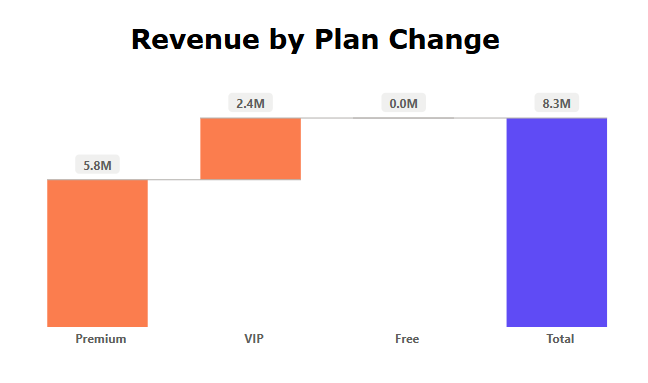 Revenue by Plan Change
2.4M
0.0M
8.3M
5.8M
Premium
VIP
Free
Total